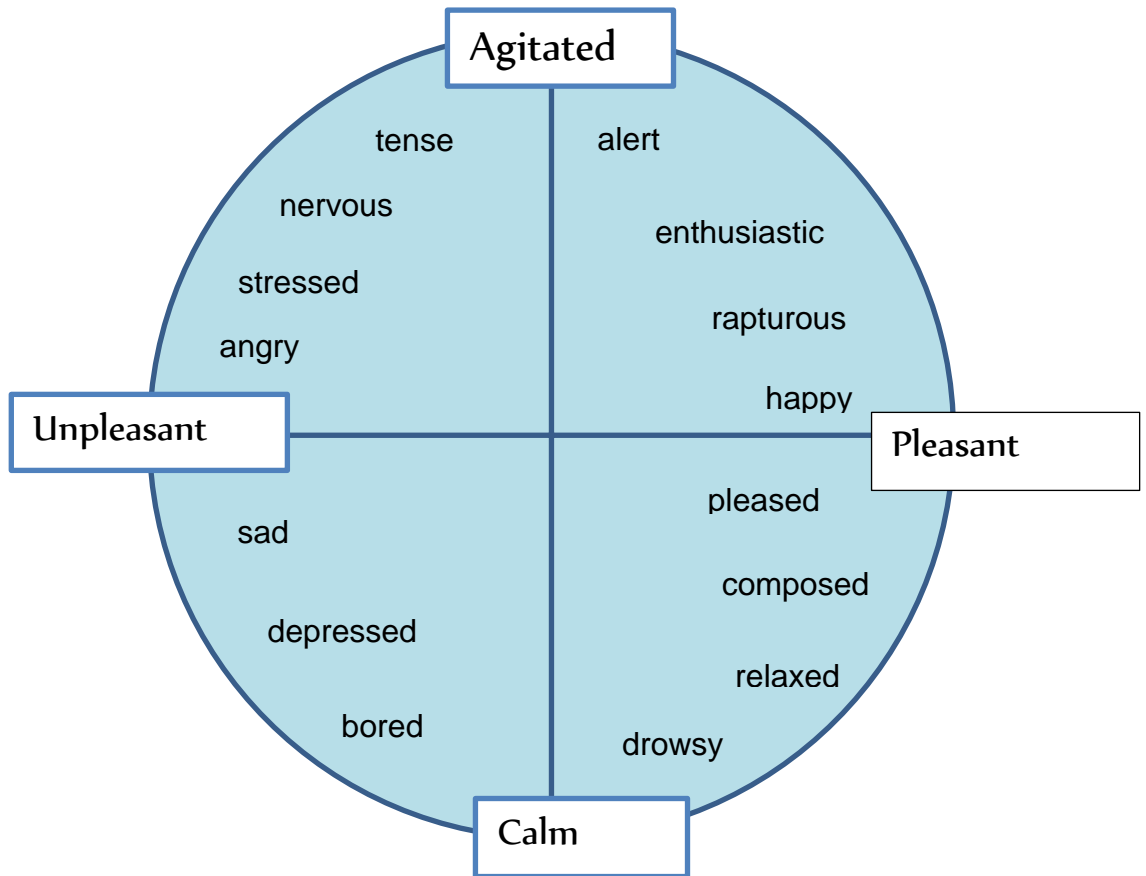 Agitated
tense
alert
nervous
enthusiastic
stressed
rapturous
angry
happy
Unpleasant
Pleasant
pleased
sad
composed
depressed
relaxed
bored
drowsy
Calm